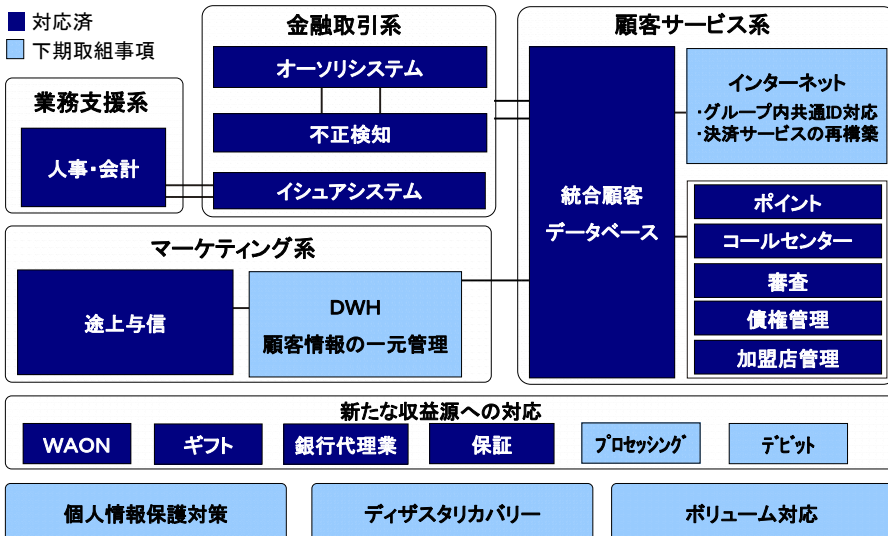 対応済
下期取組事項
業務支援系
人事・会計
金融取引系
オーソリシステム
不正検知
イシュアシステム
顧客サービス系
統合顧客
データベース
インターネット
・グループ内共通ID対応
・決済サービスの再構築
ポイント
コールセンター
審査
債権管理
加盟店管理
マーケティング系
途上与信
DWH
顧客情報の一元管理
新たな収益源への対応
WAON
ギフト
銀行代理業
保証
プロセッシング
デビット
個人情報保護対策
ディザスタリカバリー
ボリューム対応